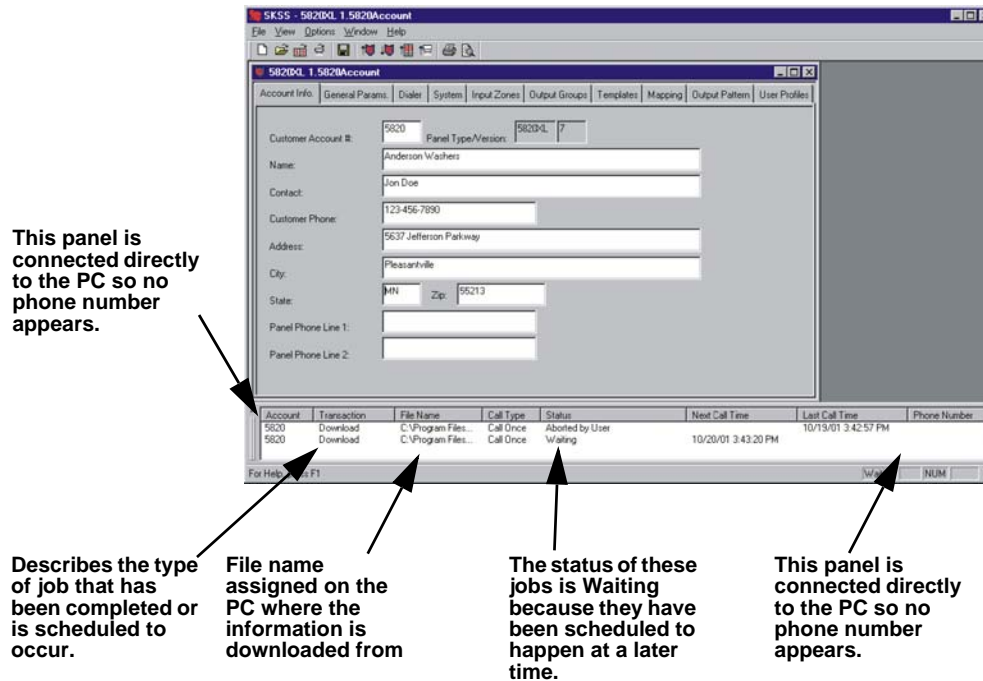 SKSS - 5820XL 1.5820Account
File View Options Window Help
5820XL 1.5820Account
Account Info. General Params. Dialer System Input Zones Output Groups Templates Mapping Output Pattern User Profiles
Customer Account #: 5820 Panel Type/Version: 5820XL 7
Name: Anderson Washers
Contact: Jon Doe
Customer Phone: 123-456-7890
Address: 5637 Jefferson Parkway
City: Pleasantville
State: MN Zip: 55213
Panel Phone Line 1:
Panel Phone Line 2:
This panel is
connected directly
to the PC so no
phone number
appears.
Account Transaction File Name Call Type Status Next Call Time Last Call Time Phone Number
5820 Download C:\Program Files... Call Once Aborted by User 10/19/01 3:42:57 PM
5820 Download C:\Program Files... Call Once Waiting 10/20/01 3:43:20 PM
For Help, F1
NUM
Describes the type
of job that has
been completed or
is scheduled to
occur.
File name
assigned on the
PC where the
information is
downloaded from
The status of these
jobs is Waiting
because they have
been scheduled to
happen at a later
time.
This panel is
connected directly
to the PC so no
phone number
appears.